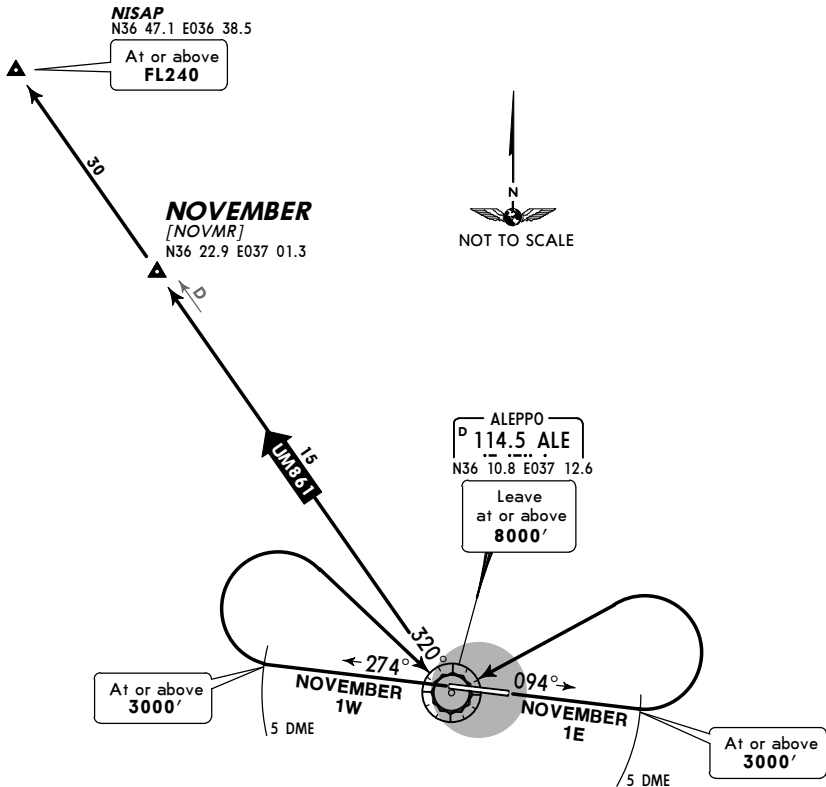 NISAP
N36 47.1 E036 38.5
At or above
FL240
30
NOVEMBER
[NOVMR]
N36 22.9 E037 01.3
D
N
NOT TO SCALE
15
UM861
ALEPPO
D 114.5 ALE
N36 10.8 E037 12.6
Leave
at or above
8000'
320°
274°
094°
NOVEMBER
1W
NOVEMBER
1E
At or above
3000'
5 DME
At or above
3000'
5 DME